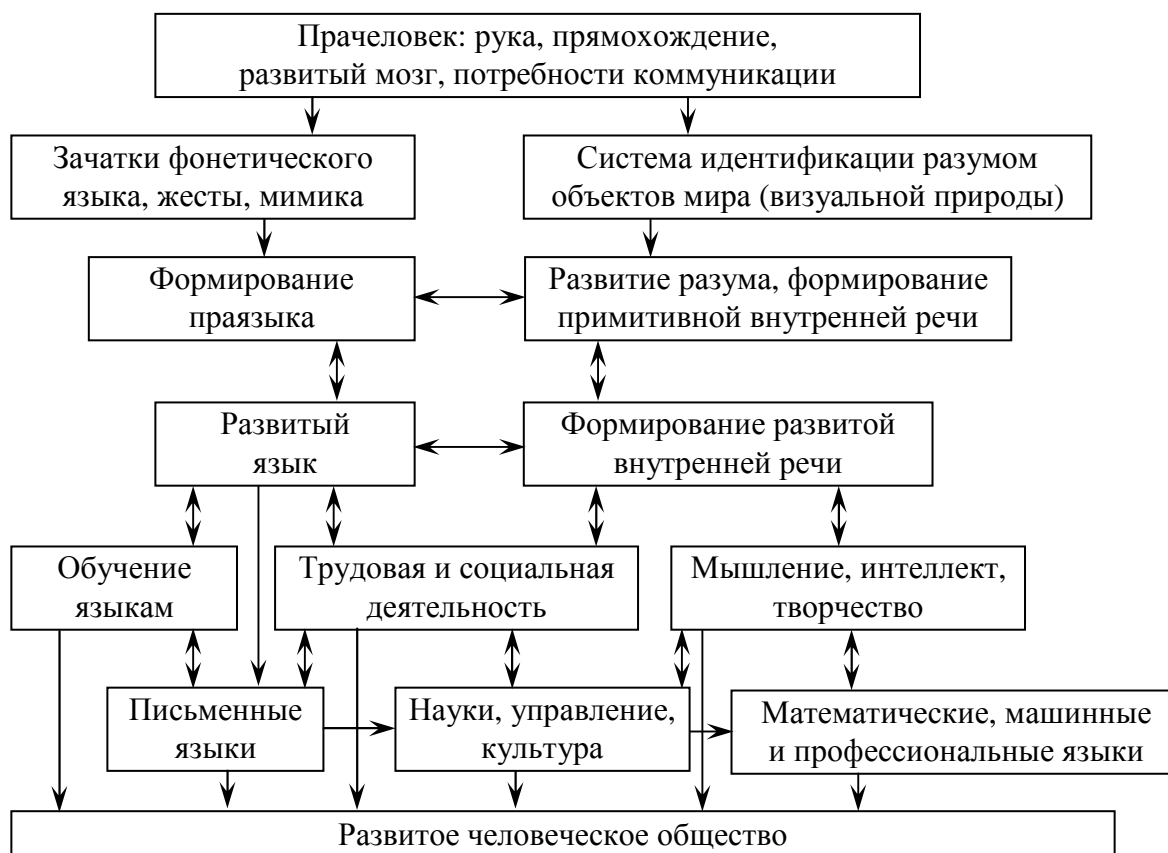 Прачеловек: рука, прямохождение,
развитый мозг, потребности коммуникации
Зачатки фонетического
языка, жесты, мимика
Система идентификации разумом
объектов мира (визуальной природы)
Формирование
праязыка
Развитие разума, формирование
примитивной внутренней речи
Развитый
язык
Формирование развитой
внутренней речи
Обучение
языкам
Трудовая и социальная
деятельность
Мышление, интеллект,
творчество
Письменные
языки
Науки, управление,
культура
Математические, машинные
и профессиональные языки
Развитое человеческое общество